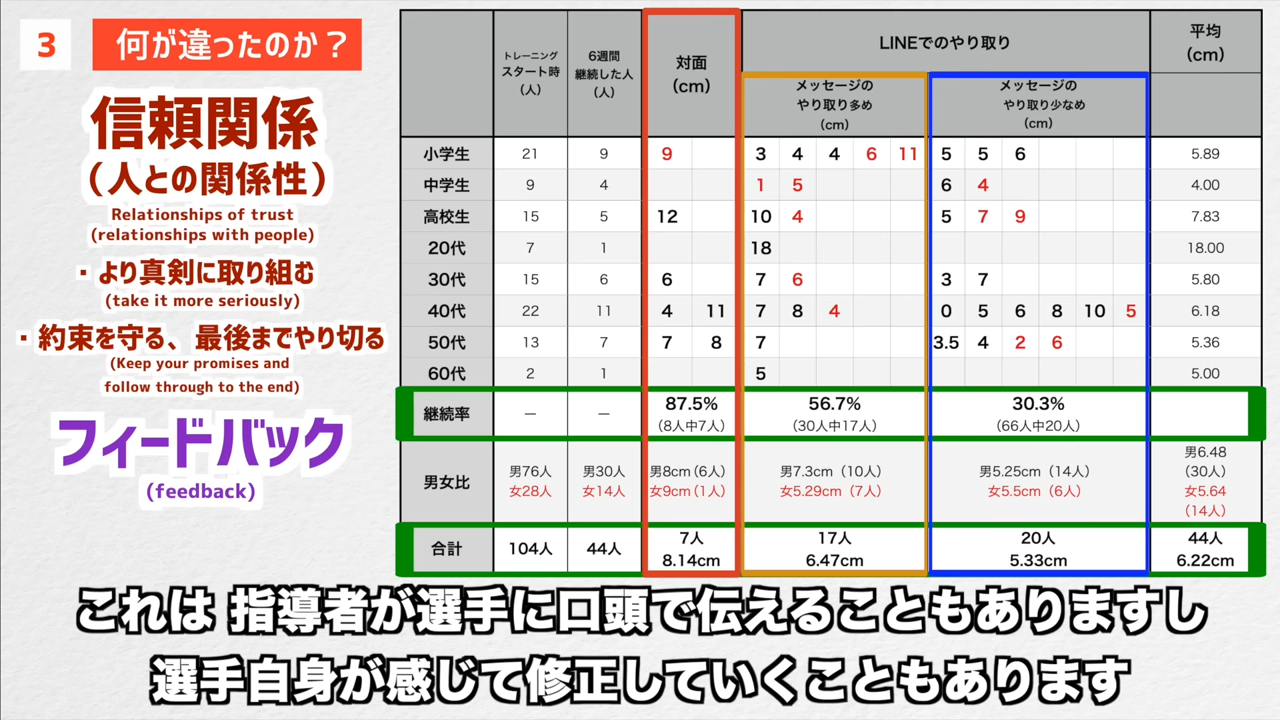 3 何が違ったのか？
信頼関係
（人との関係性）
Relationships of trust
(relationships with people)
・より真剣に取り組む
(take it more seriously)
・約束を守る、最後までやり切る
(Keep your promises and
follow through to the end)
フィードバック
(feedback)
トレーニング
スタート時
（人）
6週間
継続した人
（人）
対面
（cm）
LINEでのやり取り
平均
（cm）
メッセージの
やり取り多め
（cm）
メッセージの
やり取り少なめ
（cm）
小学生 21 9 9 3 4 4 6 11 5 5 6 5.89
中学生 9 4 1 5 6 4 4.00
高校生 15 5 12 10 4 5 7 9 7.83
20代 7 1 18 18.00
30代 15 6 6 7 6 3 7 5.80
40代 22 11 4 11 7 8 4 0 5 6 8 10 5 6.18
50代 13 7 7 8 7 3.5 4 2 6 5.36
60代 2 1 5 5.00
継続率 — — 87.5% 56.7% 30.3%
（8人中7人） （30人中17人） （66人中20人）
男女比
男76人 男30人 男8cm（6人） 男7.3cm（10人） 男5.25cm（14人） 男6.48
（30人）
女28人 女14人 女9cm（1人） 女5.29cm（7人） 女5.5cm（6人） 女5.64
（14人）
合計 104人 44人
7人 17人 20人 44人
8.14cm 6.47cm 5.33cm 6.22cm
これは 指導者が選手に口頭で伝えることもありますし
選手自身が感じて修正していくこともあります